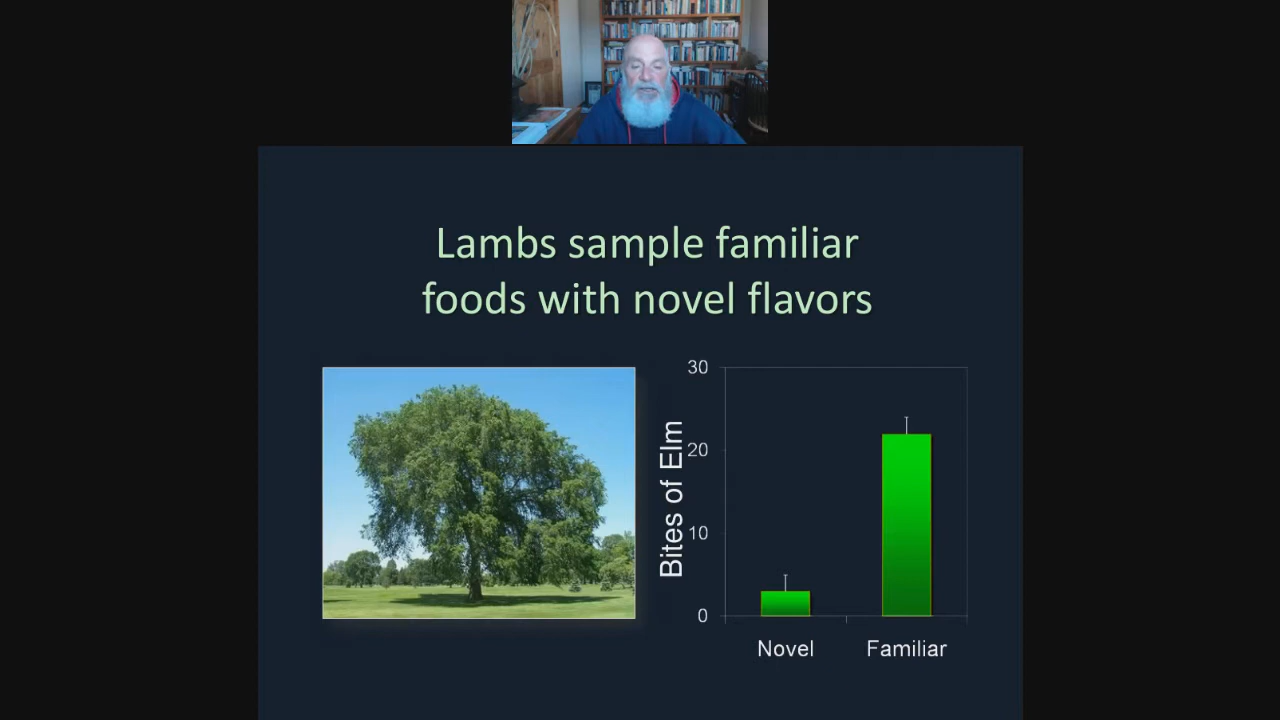 Lambs sample familiar
foods with novel flavors
Bites of Elm
30
20
10
0
Novel
Familiar